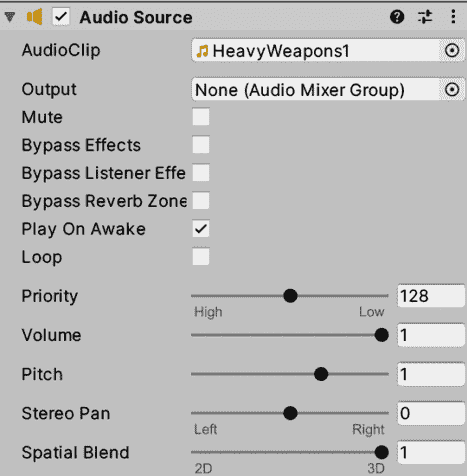 Audio Source
AudioClip HeavyWeapons1
Output None (Audio Mixer Group)
Mute
Bypass Effects
Bypass Listener Effe
Bypass Reverb Zone
Play On Awake
Loop
Priority 128
High Low
Volume 1
Pitch 1
Stereo Pan 0
Left Right
Spatial Blend 1
2D 3D